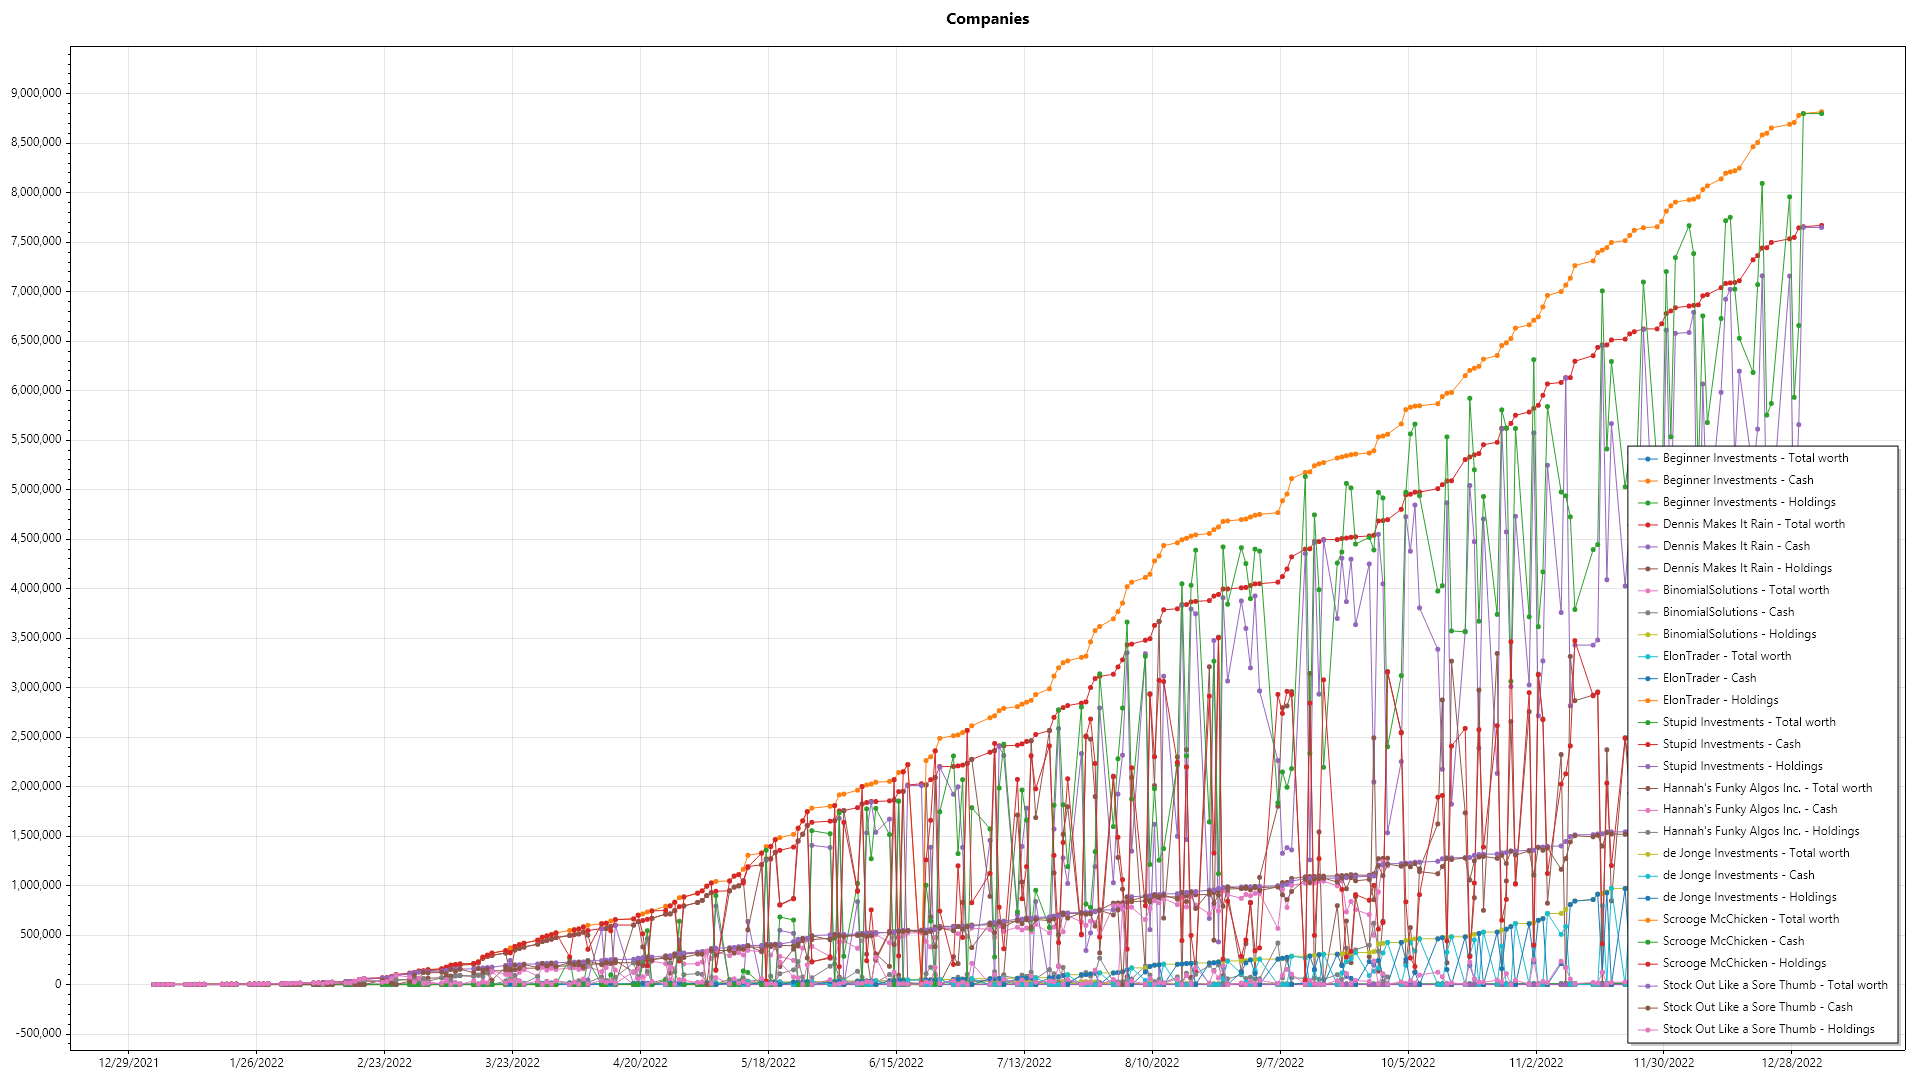 Companies
9,000,000
8,500,000
8,000,000
7,500,000
7,000,000
6,500,000
6,000,000
5,500,000
5,000,000
4,500,000
4,000,000
3,500,000
3,000,000
2,500,000
2,000,000
1,500,000
1,000,000
500,000
0
-500,000
Beginner Investments - Total worth
Beginner Investments - Cash
Beginner Investments - Holdings
Dennis Makes It Rain - Total worth
Dennis Makes It Rain - Cash
Dennis Makes It Rain - Holdings
BinomialSolutions - Total worth
BinomialSolutions - Cash
BinomialSolutions - Holdings
ElonTrader - Total worth
ElonTrader - Cash
ElonTrader - Holdings
Stupid Investments - Total worth
Stupid Investments - Cash
Stupid Investments - Holdings
Hannah's Funky Algos Inc. - Total worth
Hannah's Funky Algos Inc. - Cash
Hannah's Funky Algos Inc. - Holdings
de Jonge Investments - Total worth
de Jonge Investments - Cash
de Jonge Investments - Holdings
Scrooge McChicken - Total worth
Scrooge McChicken - Cash
Scrooge McChicken - Holdings
Stock Out Like a Sore Thumb - Total worth
Stock Out Like a Sore Thumb - Cash
Stock Out Like a Sore Thumb - Holdings
12/29/2021 1/26/2022 2/23/2022 3/23/2022 4/20/2022 5/18/2022 6/15/2022 7/13/2022 8/10/2022 9/7/2022 10/5/2022 11/2/2022 11/30/2022 12/28/2022